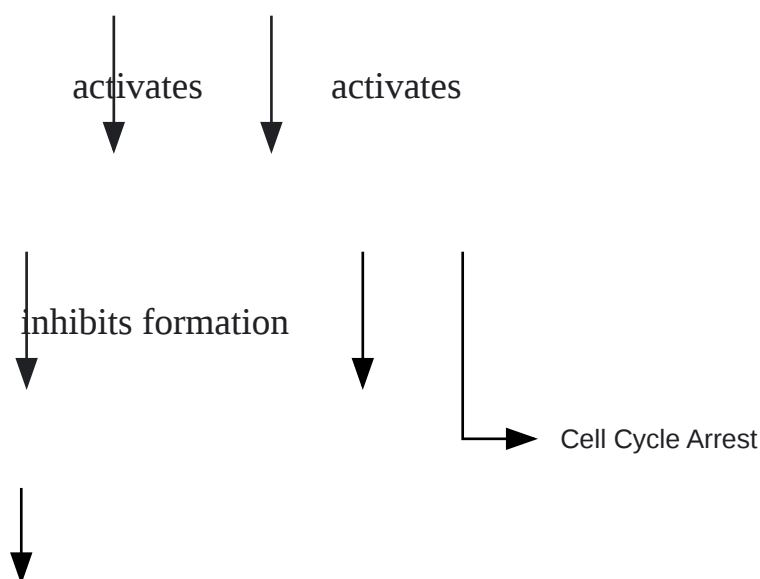 activates
activates
inhibits formation
Cell Cycle Arrest